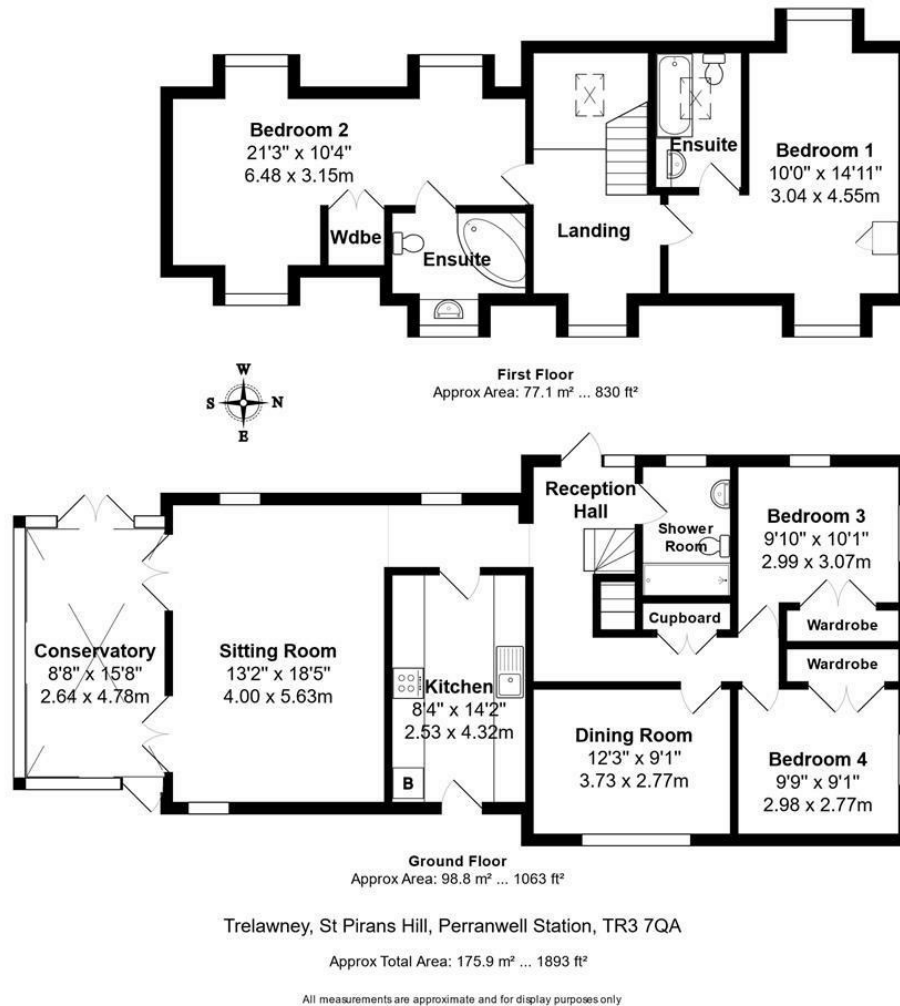 Bedroom 2
21'3" x 10'4"
6.48 x 3.15m
Wdbe
Ensuite
Landing
Ensuite
Bedroom 1
10'0" x 14'11"
3.04 x 4.55m
First Floor
Approx Area: 77.1 m² ... 830 ft²
W
S
N
E
Reception
Hall
Shower
Room
Bedroom 3
9'10" x 10'1"
2.99 x 3.07m
Cupboard
Wardrobe
Wardrobe
Conservatory
8'8" x 15'8"
2.64 x 4.78m
Sitting Room
13'2" x 18'5"
4.00 x 5.63m
Kitchen
8'4" x 14'2"
2.53 x 4.32m
B
Dining Room
12'3" x 9'1"
3.73 x 2.77m
Bedroom 4
9'9" x 9'1"
2.98 x 2.77m
Ground Floor
Approx Area: 98.8 m² ... 1063 ft²
Trelawney, St Pirans Hill, Perranwell Station, TR3 7QA
Approx Total Area: 175.9 m² ... 1893 ft²
All measurements are approximate and for display purposes only